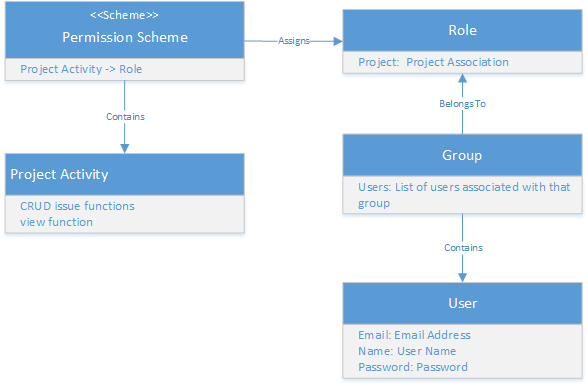 <<Scheme>>
Permission Scheme
Project Activity -> Role
Assigns
Role
Project:  Project Association
Contains
BelongsTo
Project Activity
CRUD issue functions
view function
Group
Users: List of users associated with that
group
Contains
User
Email: Email Address
Name: User Name
Password: Password